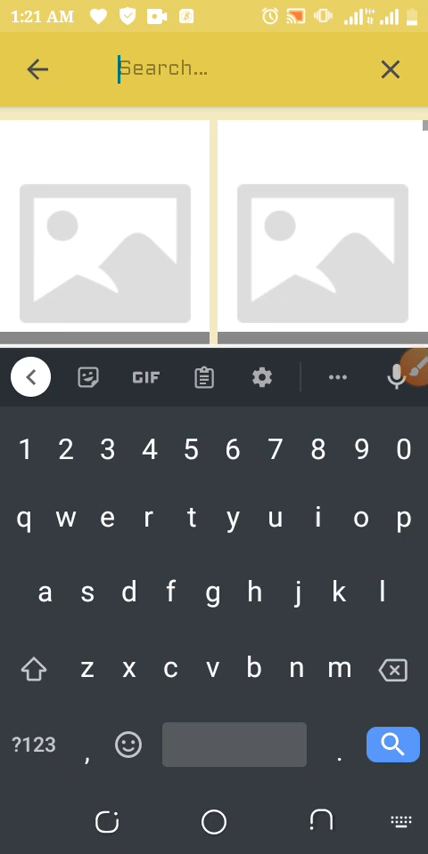 1:21 AM
Search...
GIF
1 2 3 4 5 6 7 8 9 0
q w e r t y u i o p
a s d f g h j k l
z x c v b n m
?123 , .